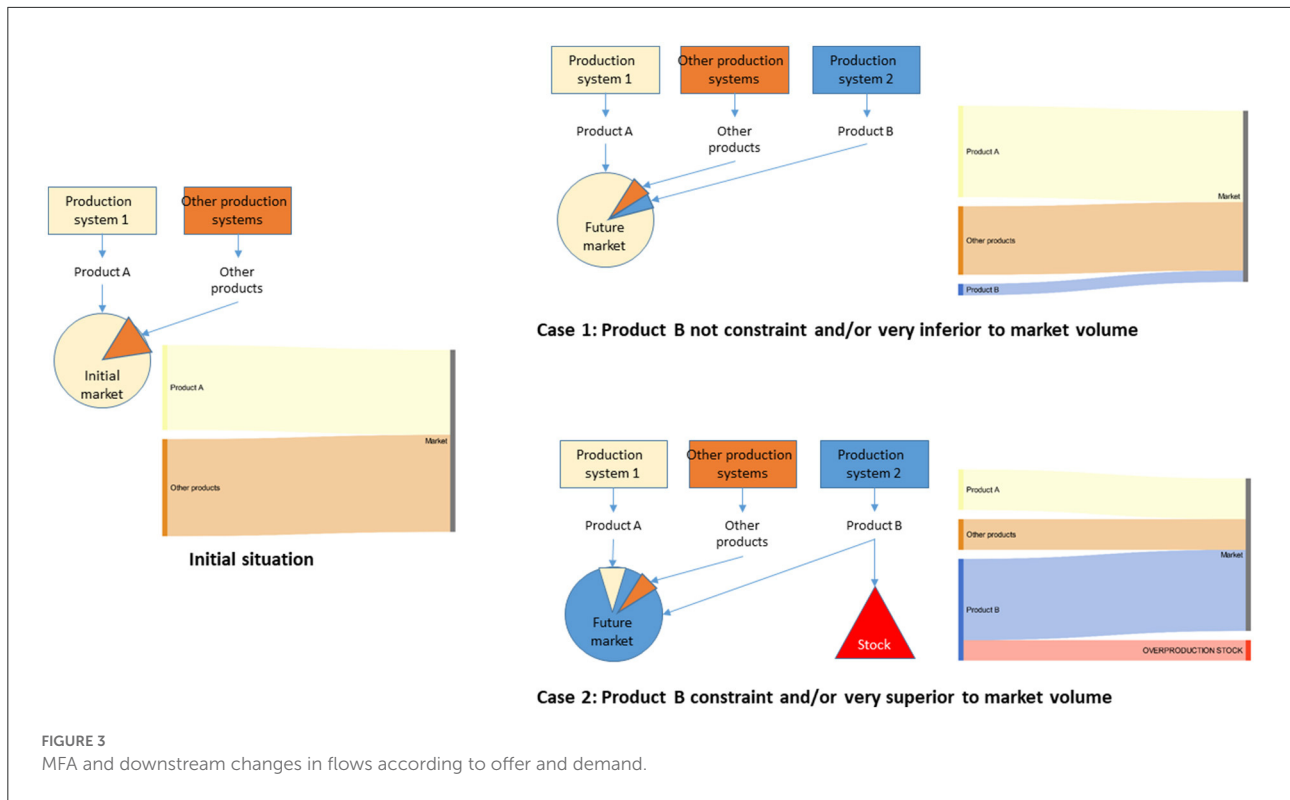 Production
system 1
Other production
systems
Product A
Other
products
Initial
market
Product A
Other products
Market
Initial situation
Production
system 1
Other production
systems
Production
system 2
Product A
Other
products
Product B
Future
market
Product A
Other products
Product B
Market
Case 1: Product B not constraint and/or very inferior to market volume
Production
system 1
Other production
systems
Production
system 2
Product A
Other
products
Product B
Future
market
Stock
Product A
Other products
Product B
Market
OVERPRODUCTION STOCK
Case 2: Product B constraint and/or very superior to market volume
FIGURE 3
MFA and downstream changes in flows according to offer and demand.